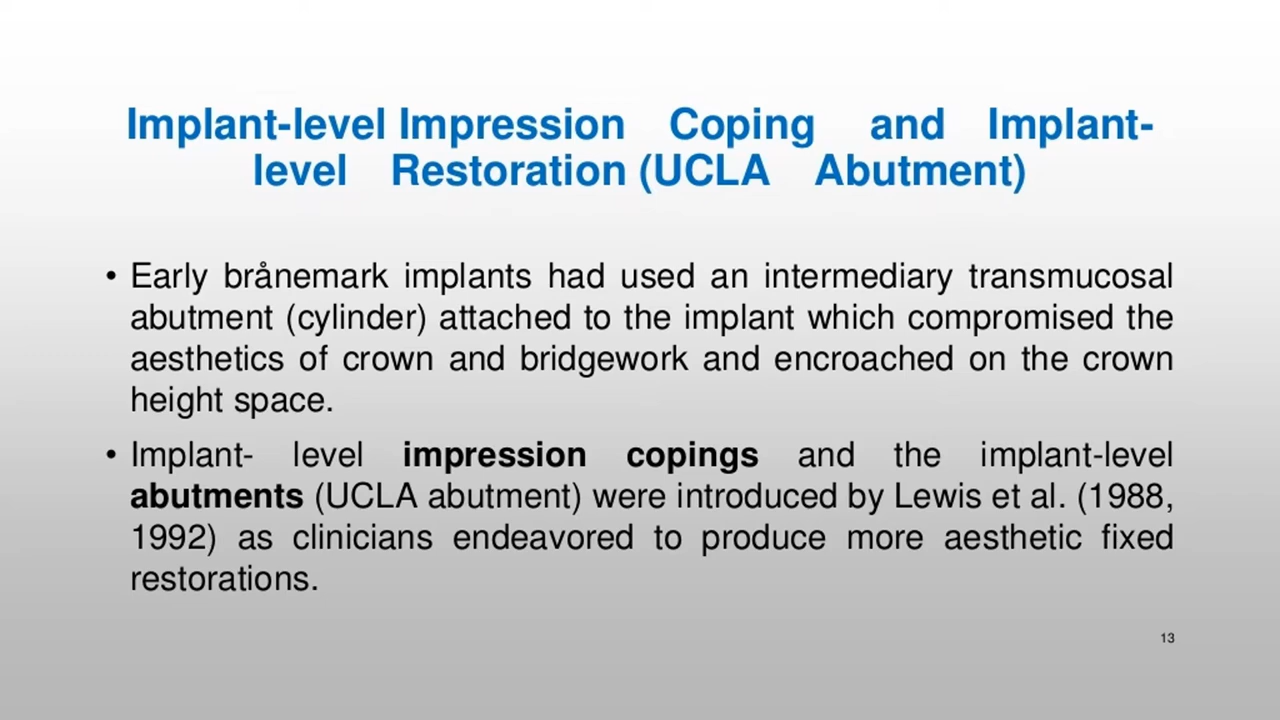 Implant-level Impression Coping and Implant-
level Restoration (UCLA Abutment)
• Early brånemark implants had used an intermediary transmucosal
abutment (cylinder) attached to the implant which compromised the
aesthetics of crown and bridgework and encroached on the crown
height space.
• Implant- level impression copings and the implant-level
abutments (UCLA abutment) were introduced by Lewis et al. (1988,
1992) as clinicians endeavored to produce more aesthetic fixed
restorations.
13